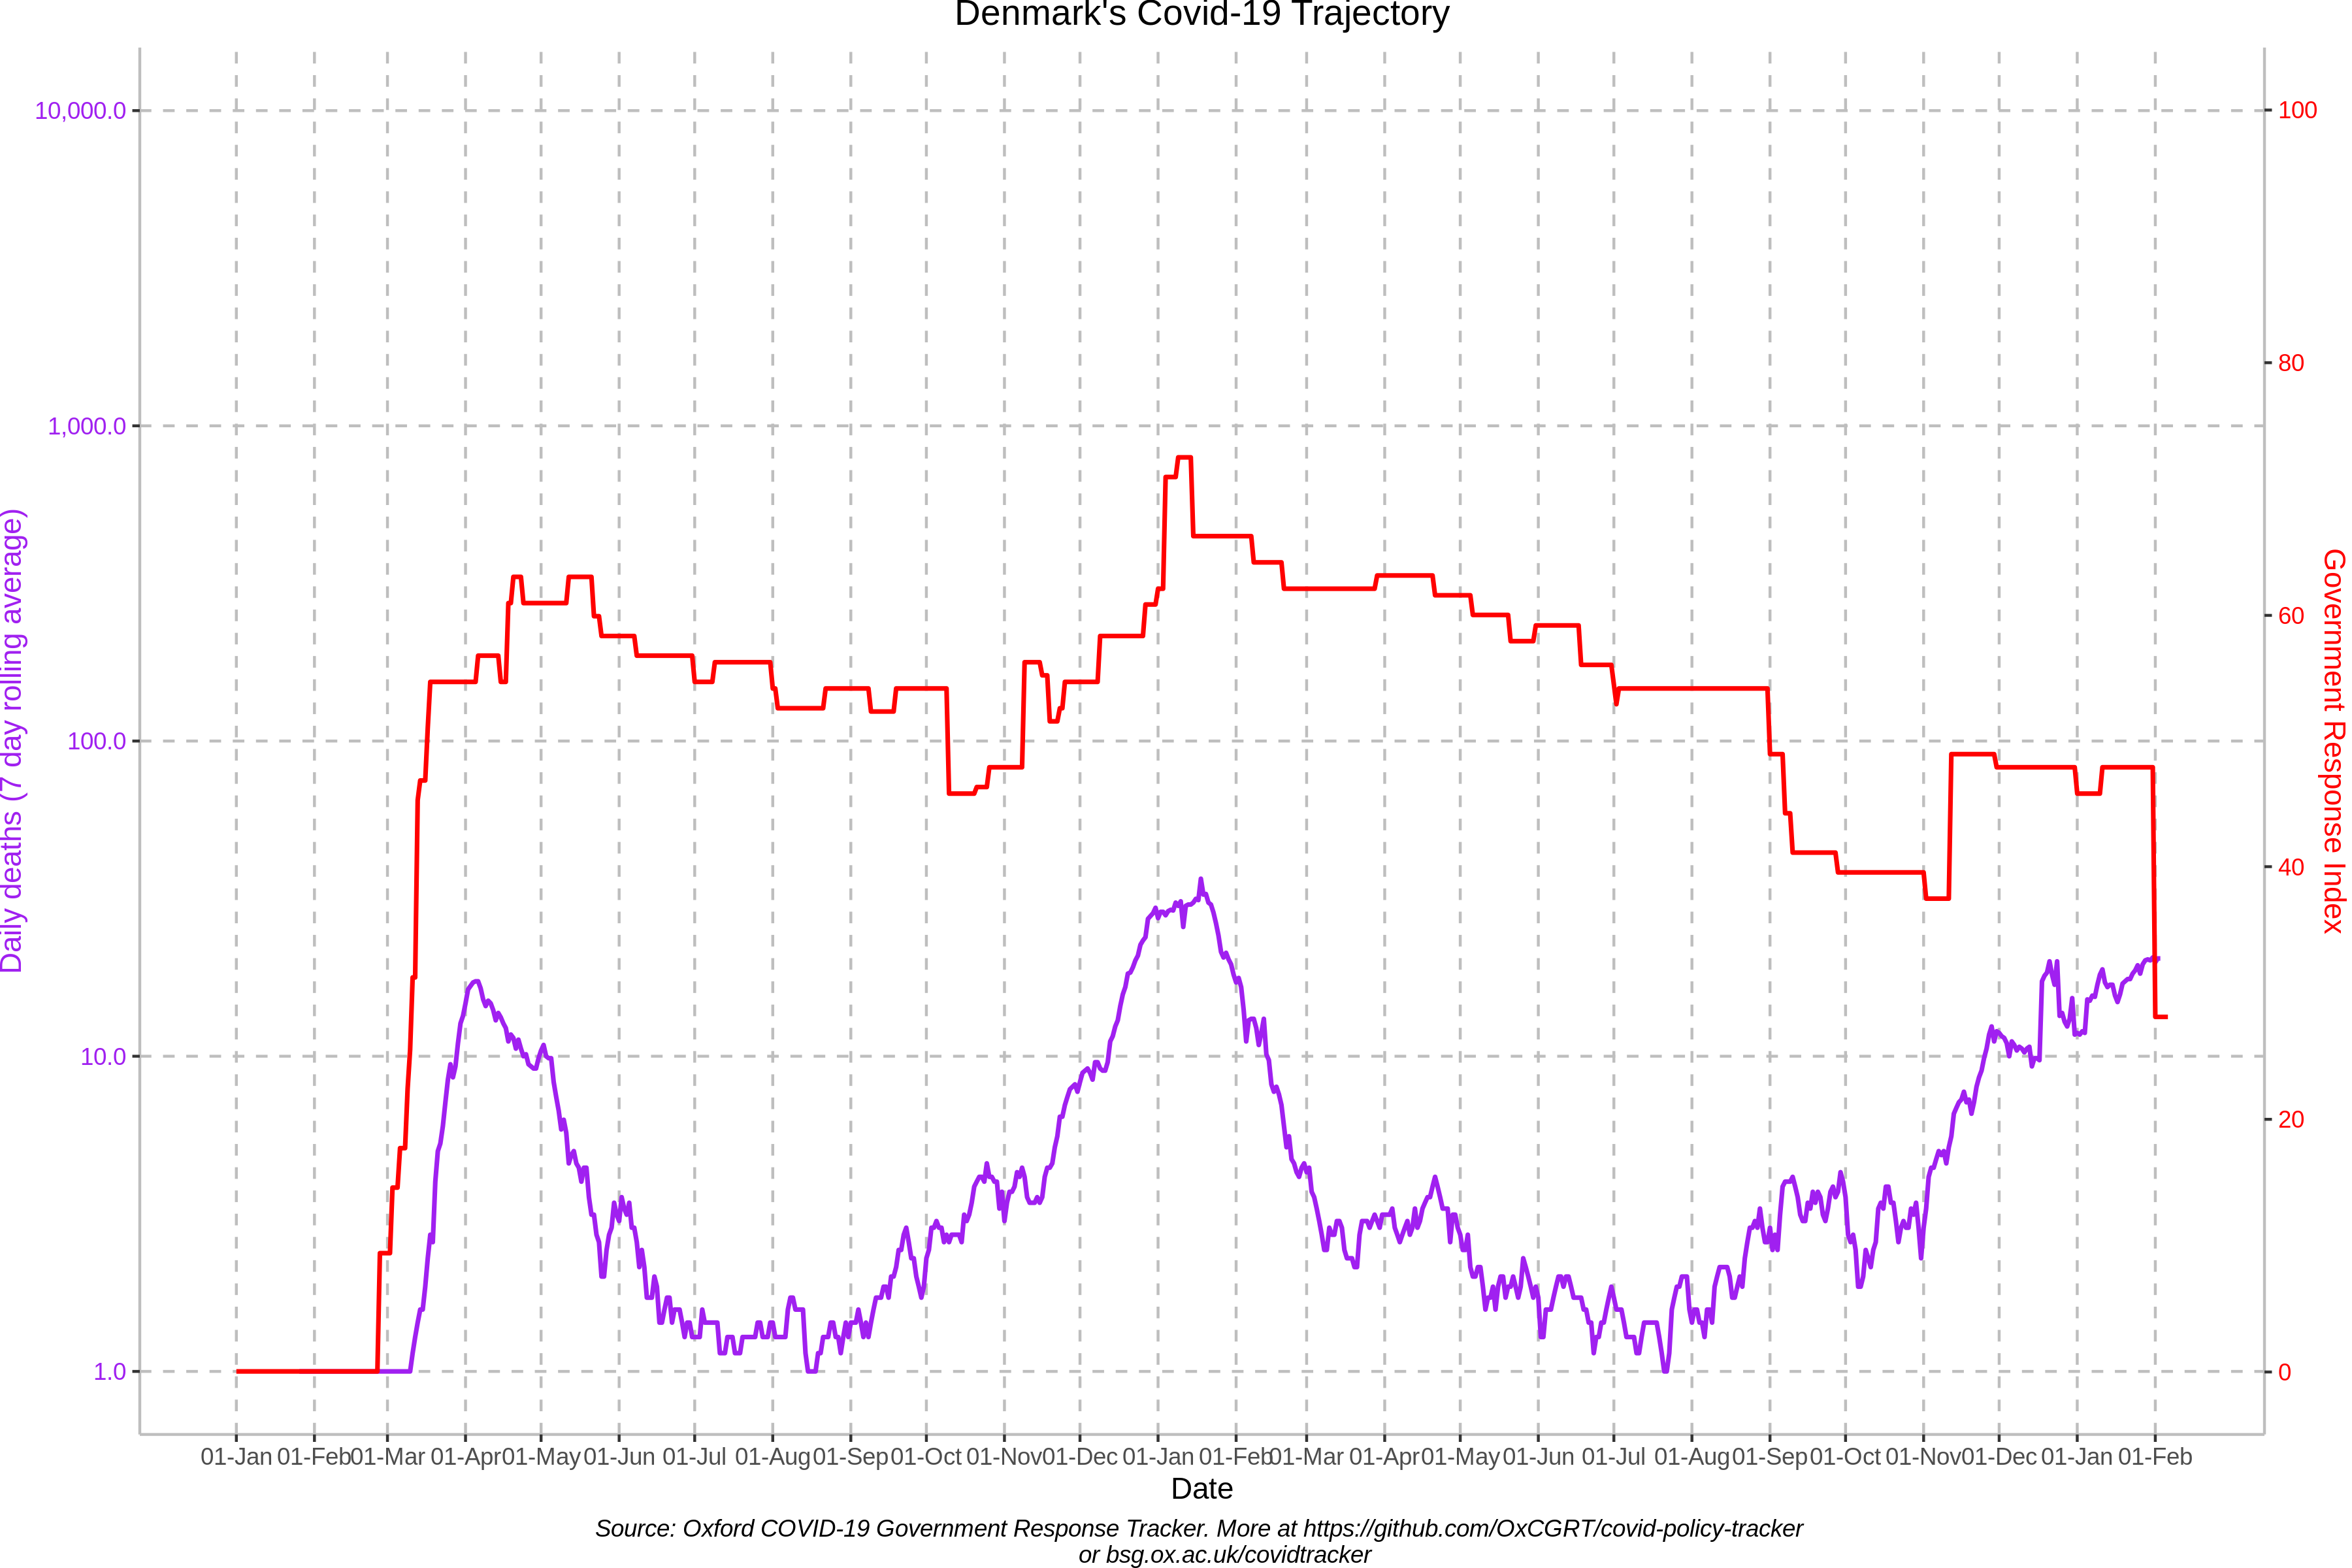 Denmark's Covid-19 Trajectory
10,000.0
1,000.0
100.0
10.0
1.0
Daily deaths (7 day rolling average)
100
80
60
40
20
0
Government Response Index
01-Jan 01-Feb 01-Mar 01-Apr 01-May 01-Jun 01-Jul 01-Aug 01-Sep 01-Oct 01-Nov 01-Dec 01-Jan 01-Feb 01-Mar 01-Apr 01-May 01-Jun 01-Jul 01-Aug 01-Sep 01-Oct 01-Nov 01-Dec 01-Jan 01-Feb
Date
Source: Oxford COVID-19 Government Response Tracker. More at https://github.com/OxCGRT/covid-policy-tracker
or bsg.ox.ac.uk/covidtracker